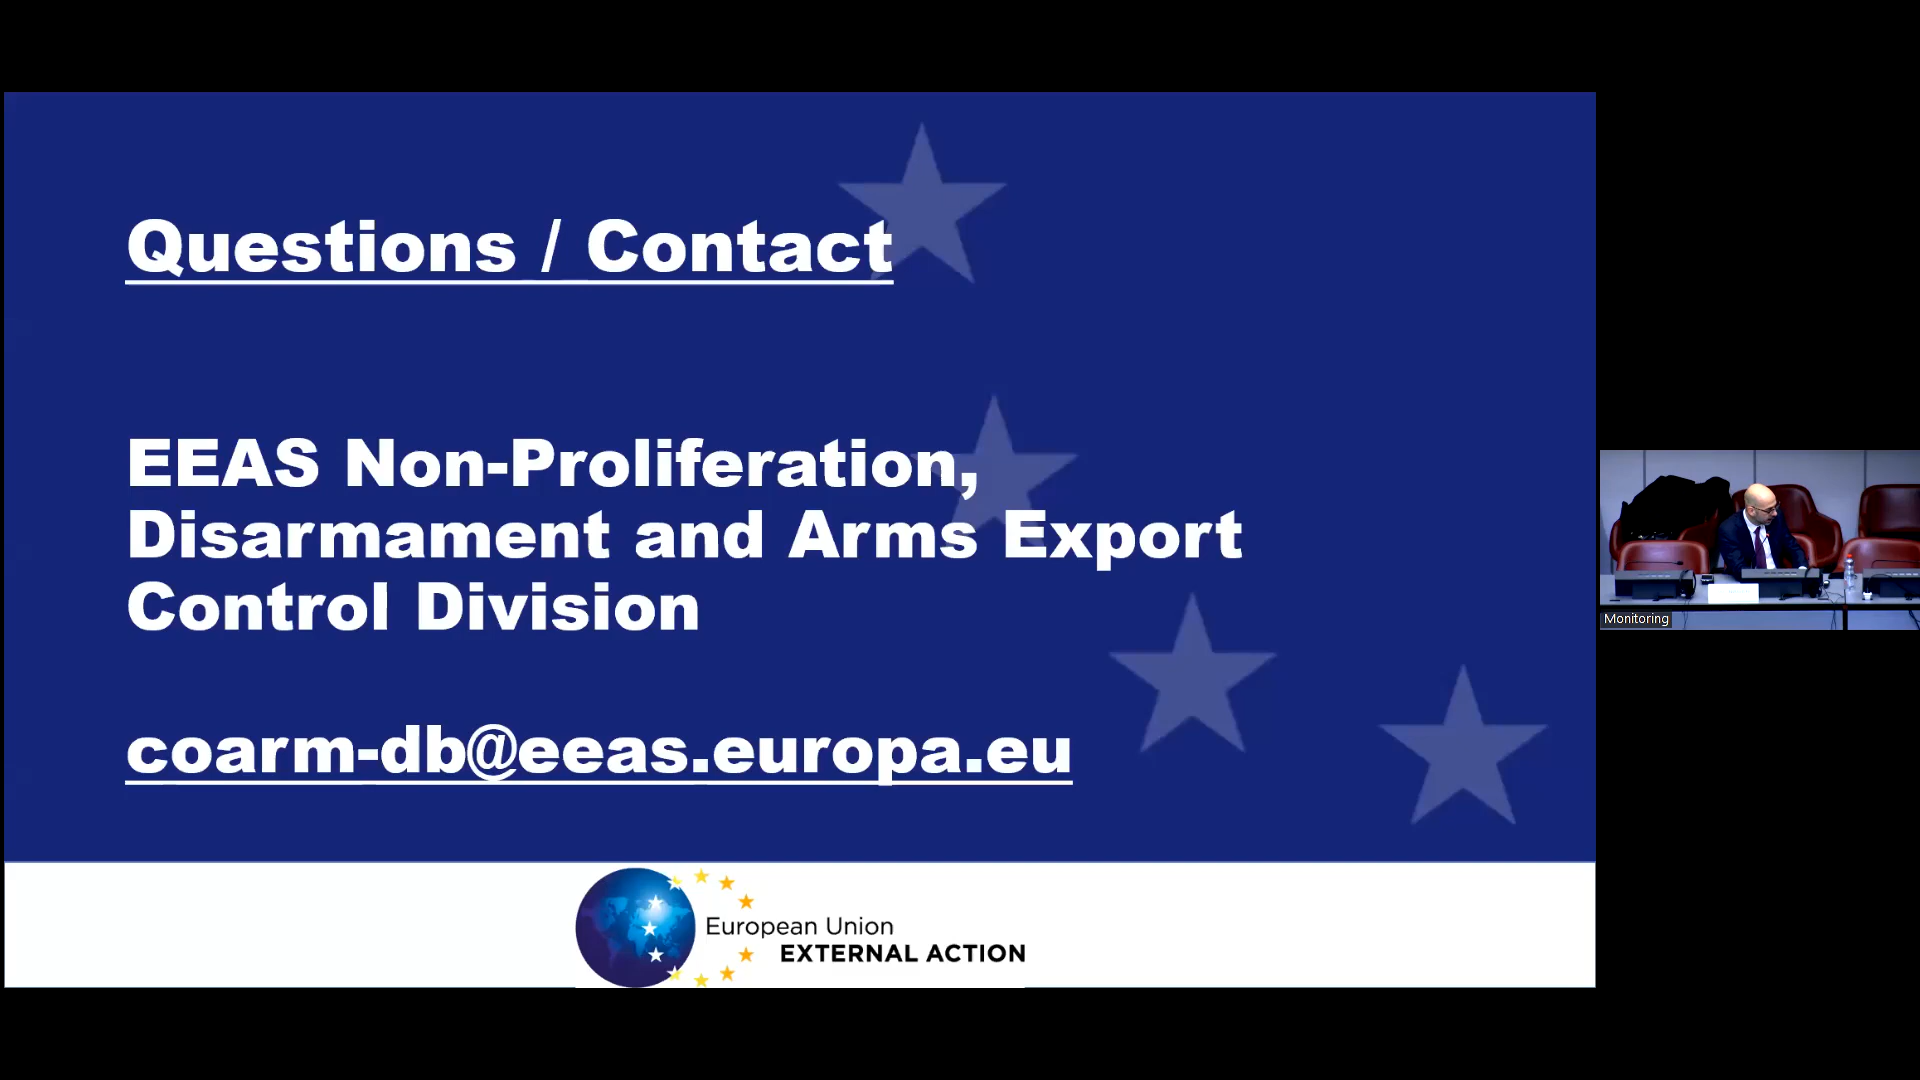 Questions / Contact
EEAS Non-Proliferation,
Disarmament and Arms Export
Control Division
coarm-db@eeas.europa.eu
European Union
EXTERNAL ACTION
Monitoring